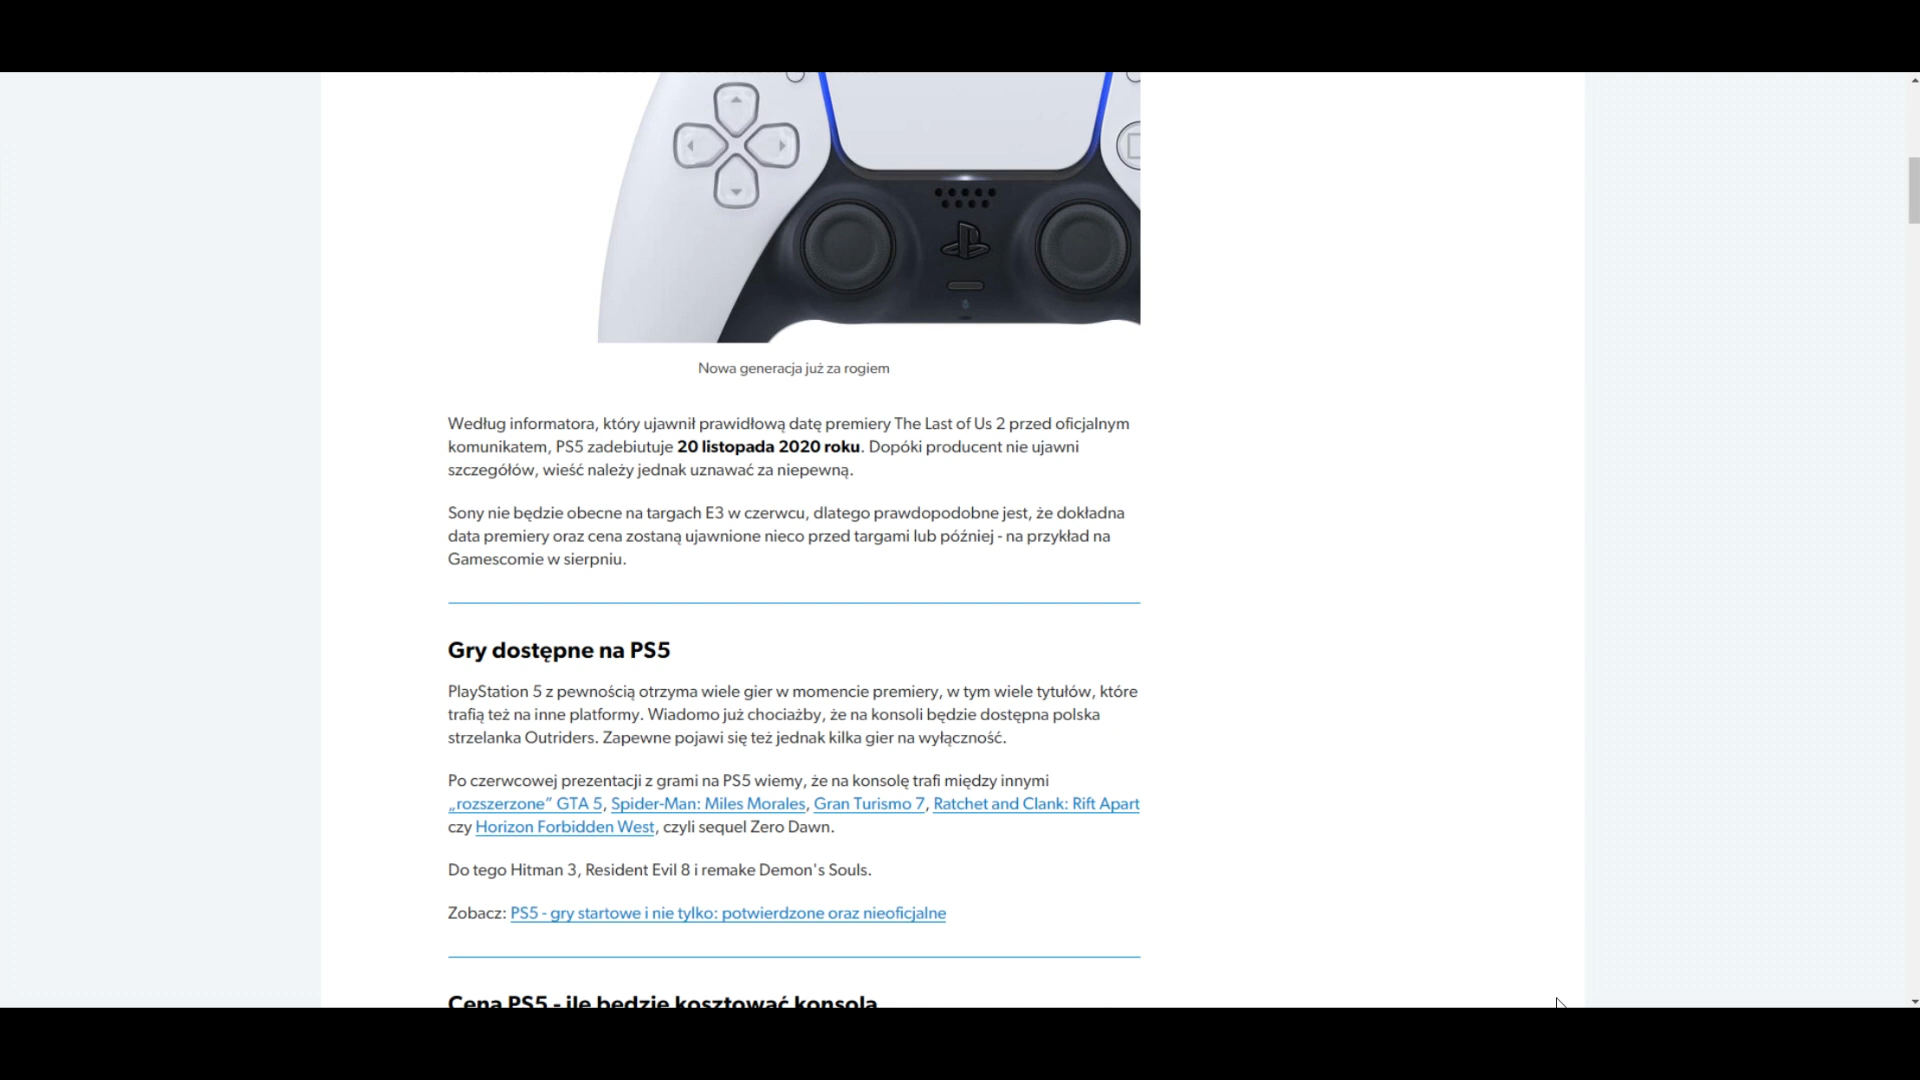 Nowa generacja już za rogiem
Według informatora, który ujawnił prawidłową datę premiery The Last of Us 2 przed oficjalnym
komunikatem, PS5 zadebiutuje 20 listopada 2020 roku. Dopóki producent nie ujawni
szczegółów, wieść należy jednak uznawać za niepewną.
Sony nie będzie obecne na targach E3 w czerwcu, dlatego prawdopodobne jest, że dokładna
data premiery oraz cena zostaną ujawnione nieco przed targami lub później - na przykład na
Gamescomie w sierpniu.
Gry dostępne na PS5
PlayStation 5 z pewnością otrzyma wiele gier w momencie premiery, w tym wiele tytułów, które
trafią też na inne platformy. Wiadomo już chociażby, że na konsoli będzie dostępna polska
strzelanka Outriders. Zapewne pojawi się też jednak kilka gier na wyłączność.
Po czerwcowej prezentacji z grami na PS5 wiemy, że na konsolę trafi między innymi
„rozszerzone” GTA 5, Spider-Man: Miles Morales, Gran Turismo 7, Ratchet and Clank: Rift Apart
czy Horizon Forbidden West, czyli sequel Zero Dawn.
Do tego Hitman 3, Resident Evil 8 i remake Demon's Souls.
Zobacz: PS5 - gry startowe i nie tylko: potwierdzone oraz nieoficjalne
Cena PS5 - ile będzie kosztować konsola